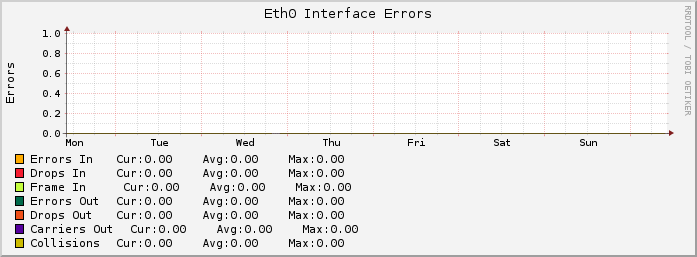 Eth0 Interface Errors
RRDTOOL / TOBI OETIKER
Errors
1.0
0.8
0.6
0.4
0.2
0.0
Mon Tue Wed Thu Fri Sat Sun
Errors In Cur:0.00 Avg:0.00 Max:0.00
Drops In Cur:0.00 Avg:0.00 Max:0.00
Frame In Cur:0.00 Avg:0.00 Max:0.00
Errors Out Cur:0.00 Avg:0.00 Max:0.00
Drops Out Cur:0.00 Avg:0.00 Max:0.00
Carriers Out Cur:0.00 Avg:0.00 Max:0.00
Collisions Cur:0.00 Avg:0.00 Max:0.00